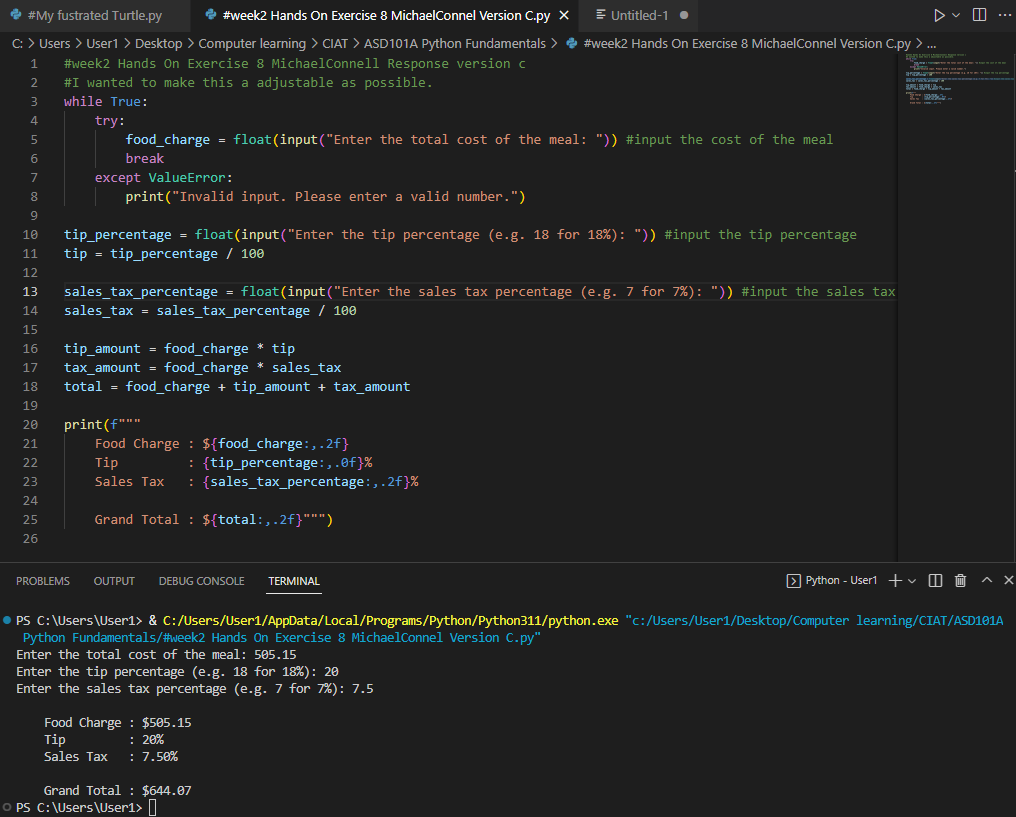 #My fustrated Turtle.py
#week2 Hands On Exercise 8 MichaelConnel Version C.py
Untitled-1
C: > Users > User1 > Desktop > Computer learning > CIAT > ASD101A Python Fundamentals > #week2 Hands On Exercise 8 MichaelConnel Version C.py > ...
1 #week2 Hands On Exercise 8 MichaelConnell Response version c
2 #I wanted to make this a adjustable as possible.
3 while True:
4     try:
5         food_charge = float(input("Enter the total cost of the meal: ")) #input the cost of the meal
6         break
7     except ValueError:
8         print("Invalid input. Please enter a valid number.")
9
10 tip_percentage = float(input("Enter the tip percentage (e.g. 18 for 18%): ")) #input the tip percentage
11 tip = tip_percentage / 100
12
13 sales_tax_percentage = float(input("Enter the sales tax percentage (e.g. 7 for 7%): ")) #input the sales tax
14 sales_tax = sales_tax_percentage / 100
15
16 tip_amount = food_charge * tip
17 tax_amount = food_charge * sales_tax
18 total = food_charge + tip_amount + tax_amount
19
20 print(f"""
21     Food Charge : ${food_charge:,.2f}
22     Tip         : {tip_percentage:,.0f}%
23     Sales Tax   : {sales_tax_percentage:,.2f}%
24
25     Grand Total : ${total:,.2f}""")
26
PROBLEMS OUTPUT DEBUG CONSOLE TERMINAL Python - User1
PS C:\Users\User1> & C:/Users/User1/AppData/Local/Programs/Python/Python311/python.exe "c:/Users/User1/Desktop/Computer learning/CIAT/ASD101A
Python Fundamentals/#week2 Hands On Exercise 8 MichaelConnel Version C.py"
Enter the total cost of the meal: 505.15
Enter the tip percentage (e.g. 18 for 18%): 20
Enter the sales tax percentage (e.g. 7 for 7%): 7.5
    Food Charge : $505.15
    Tip         : 20%
    Sales Tax   : 7.50%
    Grand Total : $644.07
PS C:\Users\User1>